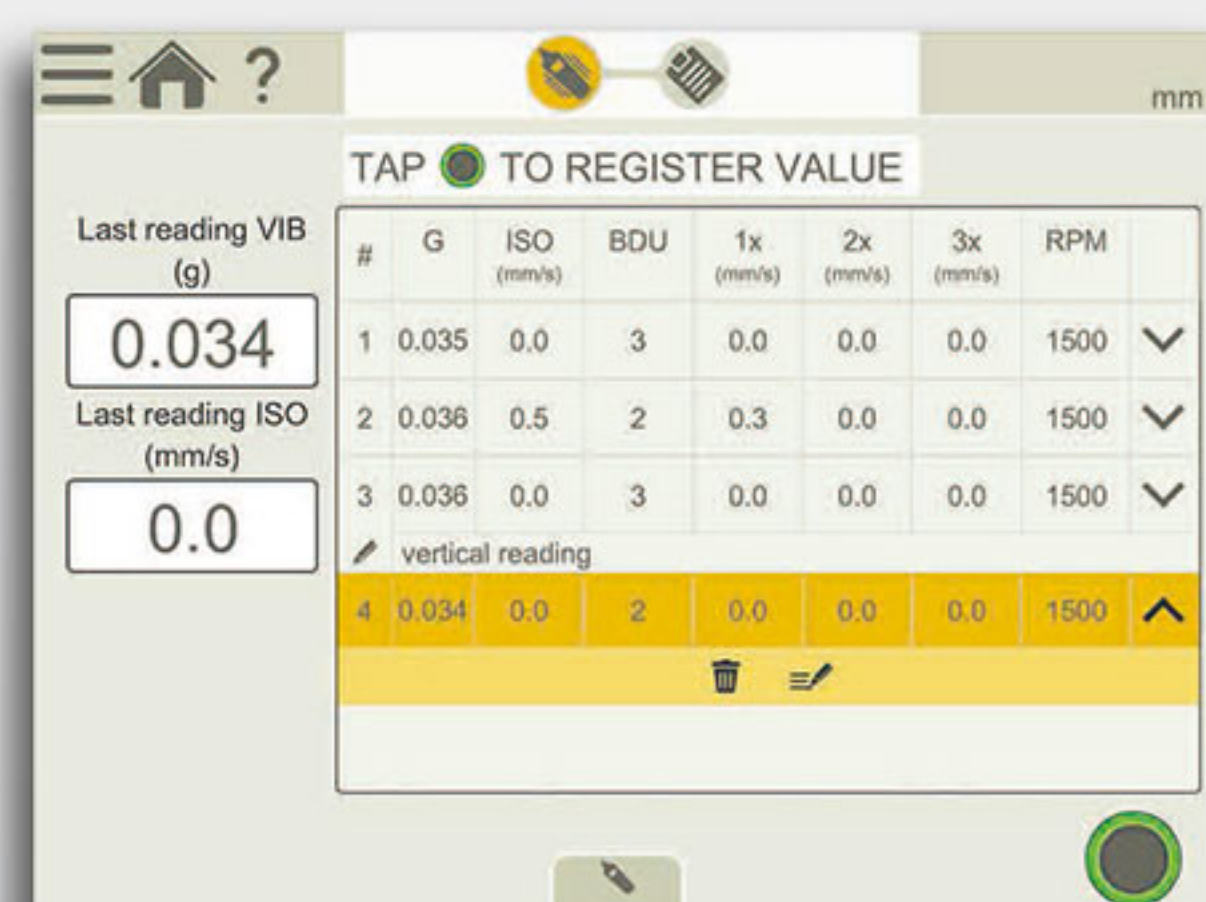 ?
mm
TAP TO REGISTER VALUE
Last reading VIB
(g)
0.034
Last reading ISO
(mm/s)
0.0
# G ISO BDU 1x 2x 3x RPM
(mm/s) (mm/s) (mm/s) (mm/s)
1 0.035 0.0 3 0.0 0.0 0.0 1500
2 0.036 0.5 2 0.3 0.0 0.0 1500
3 0.036 0.0 3 0.0 0.0 0.0 1500
vertical reading
4 0.034 0.0 2 0.0 0.0 0.0 1500